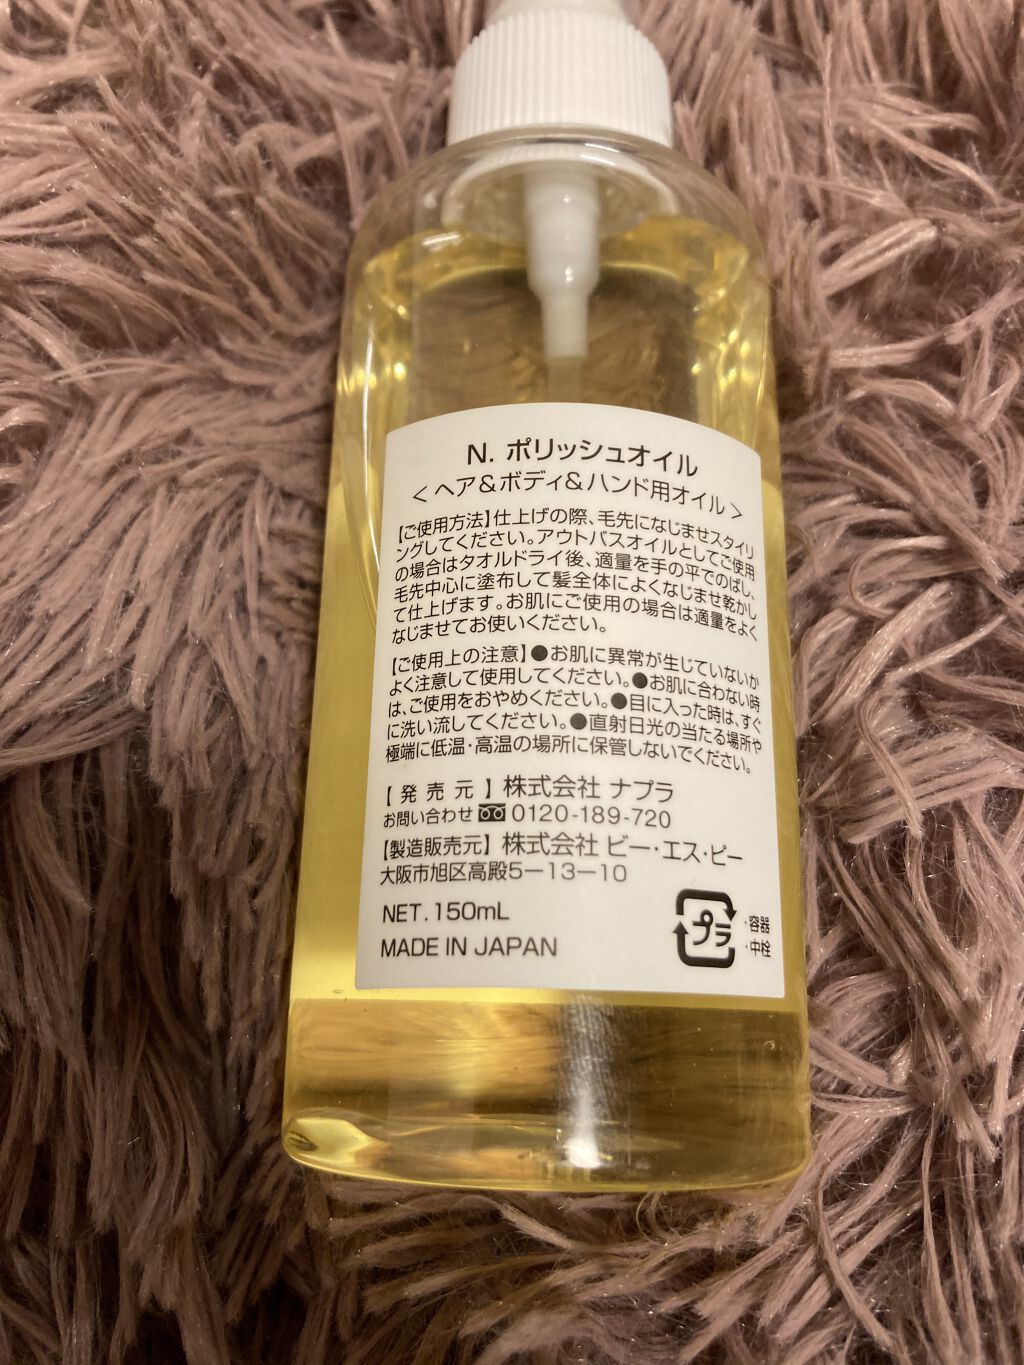 N. ポリッシュオイル
<ヘア&ボディ&ハンド用オイル>
【ご使用方法】仕上げの際、毛先になじませスタイリ
ングしてください。アウトバスオイルとしてご使用
の場合はタオルドライ後、適量を手の平でのばし、
毛先中心に塗布して髪全体によくなじませ乾かし
て仕上げます。お肌にご使用の場合は適量をよく
なじませてお使いください。
【ご使用上の注意】●お肌に異常が生じていないか
よく注意して使用してください。●お肌に合わない時
は、ご使用をおやめください。●目に入った時は、すぐ
に洗い流してください。●直射日光の当たる場所や
極端に低温・高温の場所に保管しないでください。
【発売元】株式会社 ナプラ
お問い合わせ 0120-189-720
【製造販売元】株式会社 ビー・エス・ピー
大阪市旭区高殿5-13-10
NET.150mL
MADE IN JAPAN
プラ
・容器
・中栓